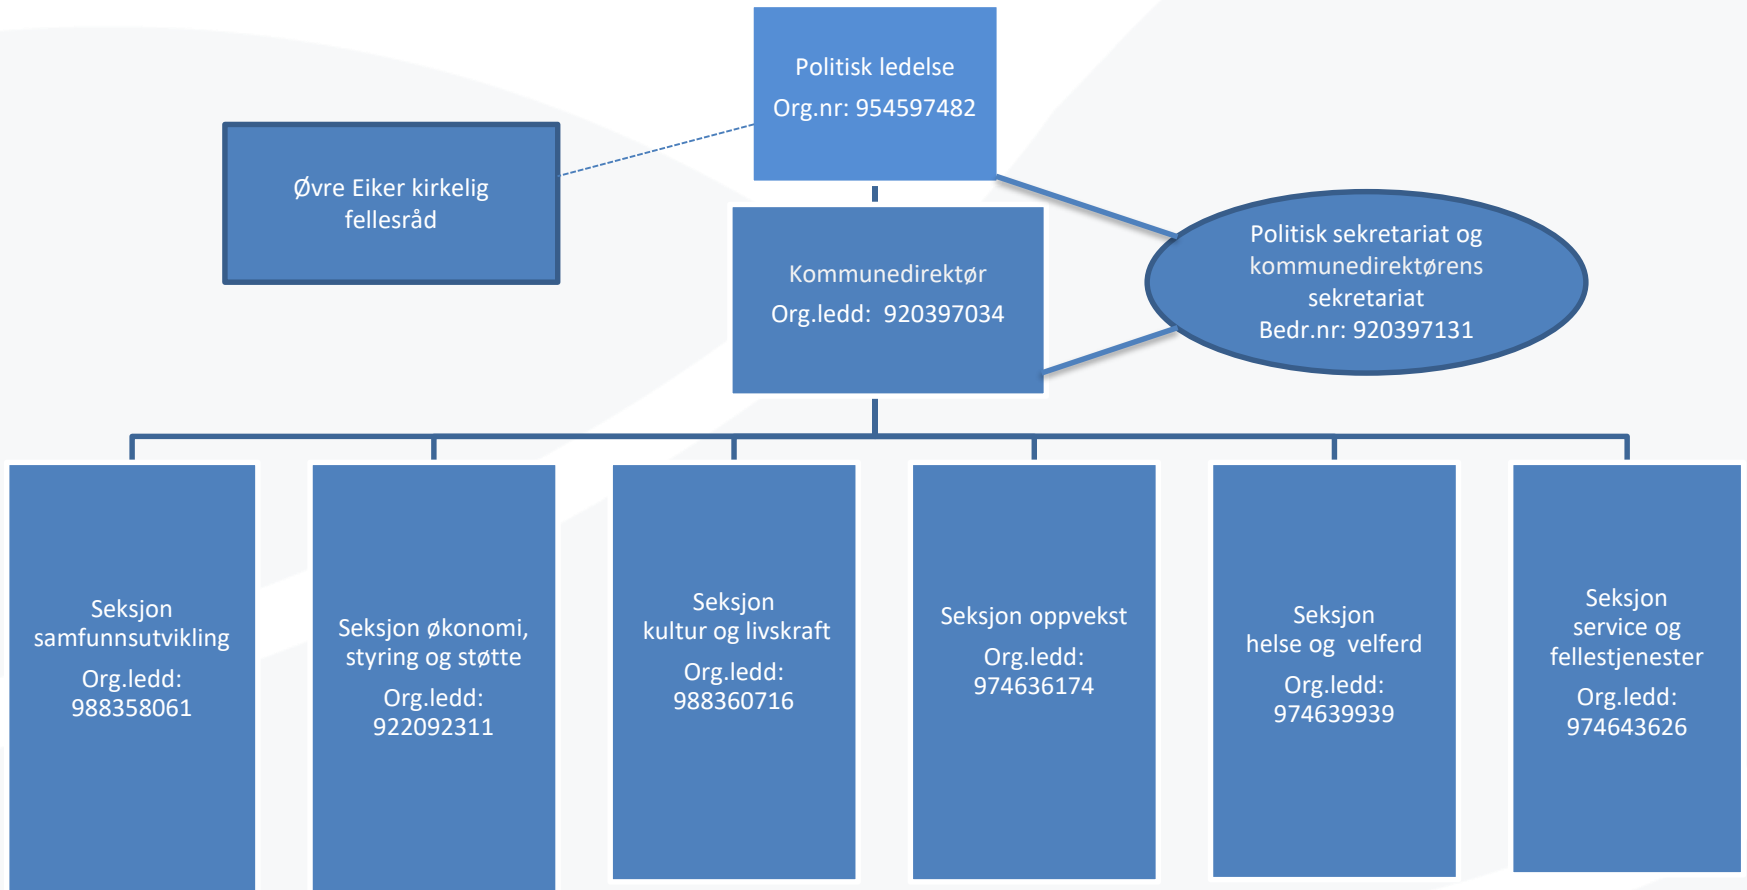 Politisk ledelse
Org.nr: 954597482
Øvre Eiker kirkelig
fellesråd
Kommunedirektør
Org.ledd:  920397034
Politisk sekretariat og
kommunedirektørens
sekretariat
Bedr.nr: 920397131
Seksjon
samfunnsutvikling
Org.ledd:
988358061
Seksjon økonomi,
styring og støtte
Org.ledd:
922092311
Seksjon
kultur og livskraft
Org.ledd:
988360716
Seksjon oppvekst
Org.ledd:
974636174
Seksjon
helse og  velferd
Org.ledd:
974639939
Seksjon
service og
fellestjenester
Org.ledd:
974643626